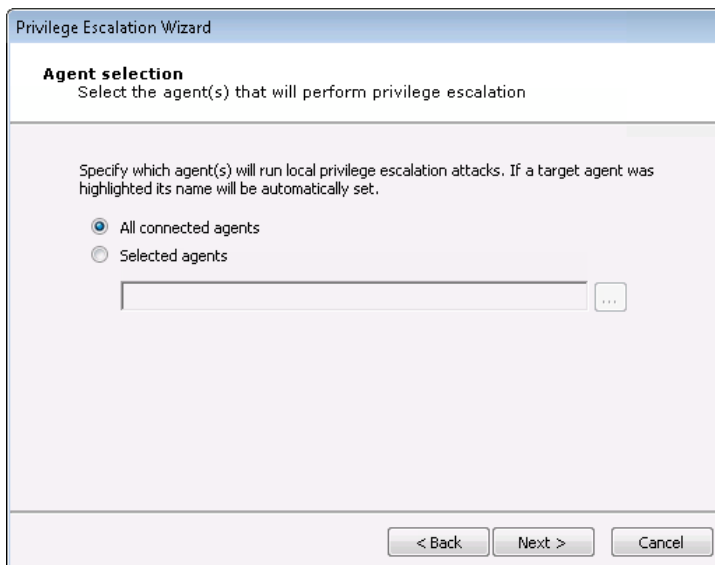 Privilege Escalation Wizard
Agent selection
Select the agent(s) that will perform privilege escalation
Specify which agent(s) will run local privilege escalation attacks. If a target agent was
highlighted its name will be automatically set.
All connected agents
Selected agents
...
< Back Next > Cancel